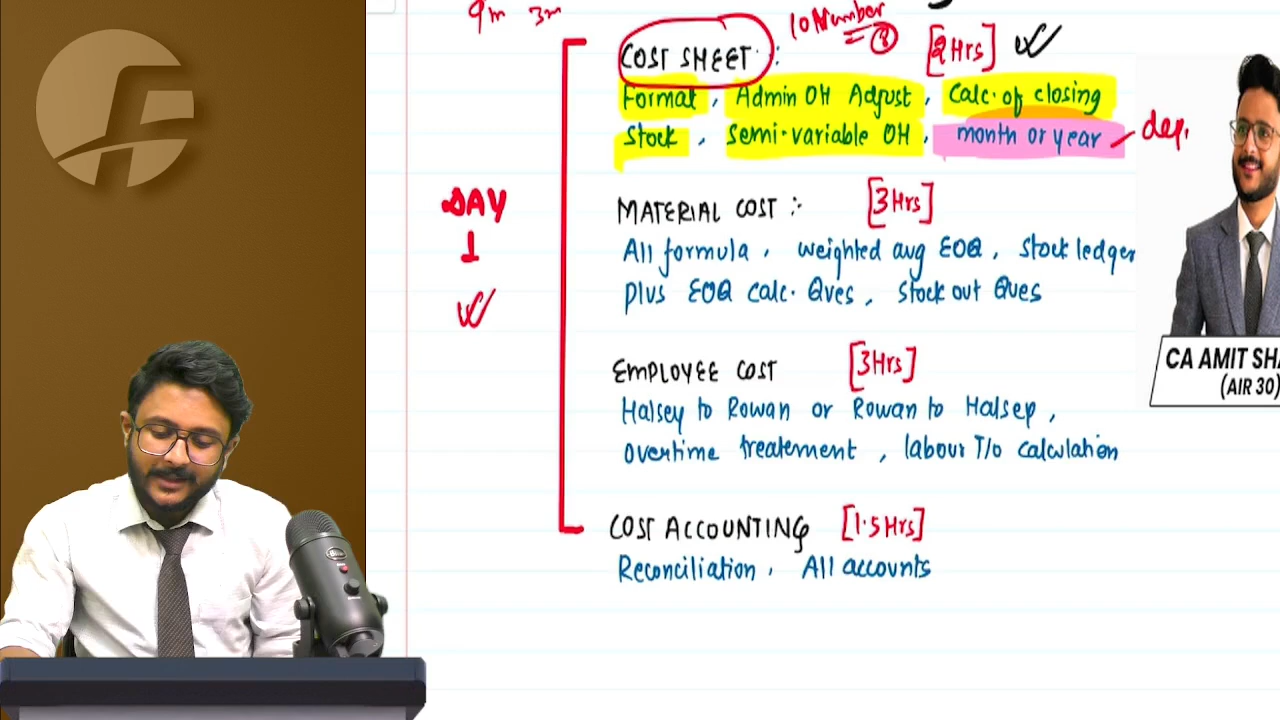 9m 3m
10 Number = Q
COST SHEET : [2Hrs]
Format, Admin OH Adjust, Calc. of closing
Stock, Semi-variable OH, month or year dep.
DAY
1
MATERIAL COST :- [3Hrs]
All formula, weighted avg EOQ, Stock ledger
plus EOQ calc. Ques, Stock out Ques
EMPLOYEE COST [3Hrs]
Halsey to Rowan or Rowan to Halsey,
Overtime treatement, labour T/o calculation
COST ACCOUNTING [1.5Hrs]
Reconciliation, All accounts
CA AMIT SHA
(AIR 30)